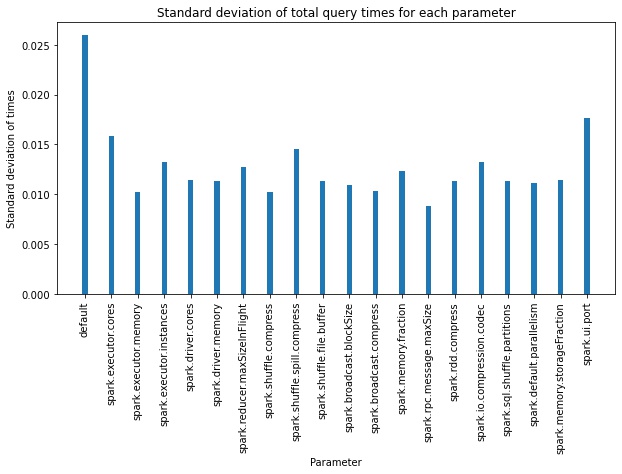 Standard deviation of total query times for each parameter
Standard deviation of times
0.025
0.020
0.015
0.010
0.005
0.000
default
spark.executor.cores
spark.executor.memory
spark.executor.instances
spark.driver.cores
spark.driver.memory
spark.reducer.maxSizeInFlight
spark.shuffle.compress
spark.shuffle.spill.compress
spark.shuffle.file.buffer
spark.broadcast.blockSize
spark.broadcast.compress
spark.memory.fraction
spark.rpc.message.maxSize
spark.rdd.compress
spark.io.compression.codec
spark.sql.shuffle.partitions
spark.default.parallelism
spark.memory.storageFraction
spark.ui.port
Parameter